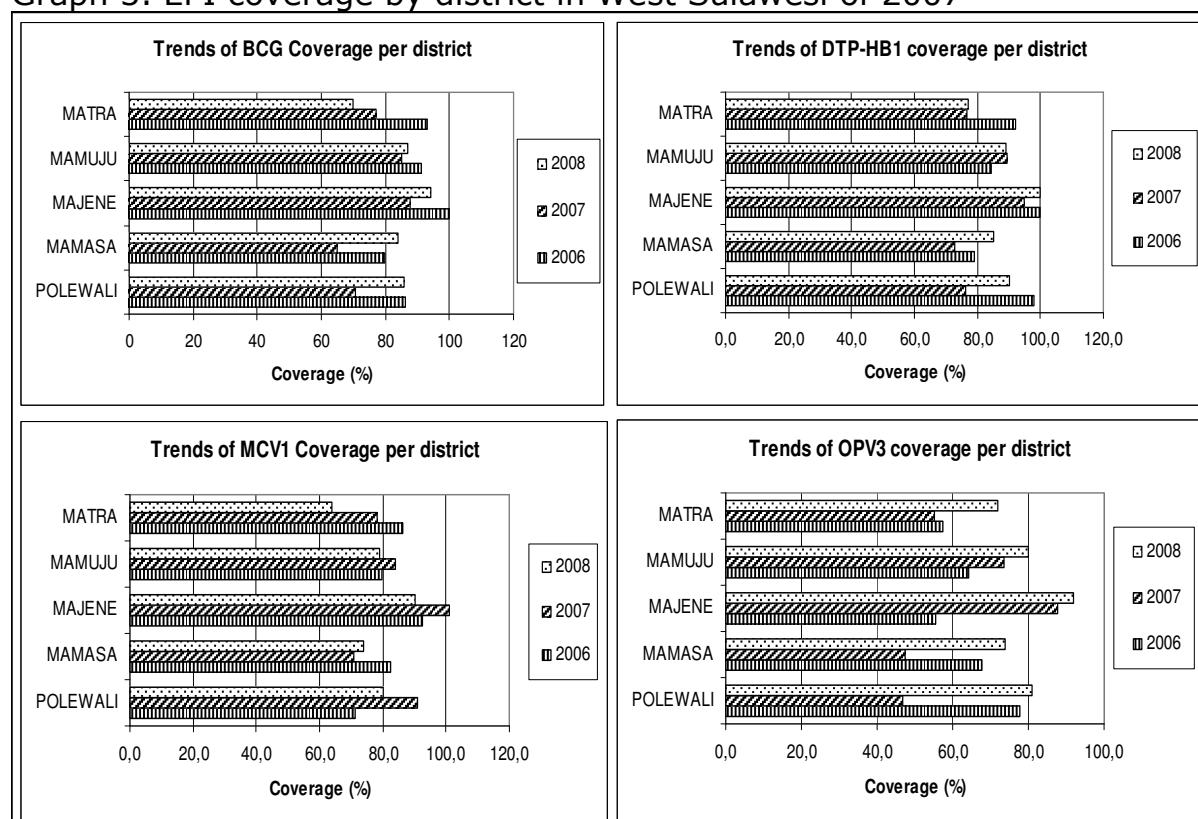 Graph 3: EPI coverage by district in West Sulawesi of 2007
Trends of BCG Coverage per district
MATRA
MAMUJU
MAJENE
MAMASA
POLEWALI
0 20 40 60 80 100 120
Coverage (%)
2008
2007
2006
Trends of DTP-HB1 coverage per district
MATRA
MAMUJU
MAJENE
MAMASA
POLEWALI
0,0 20,0 40,0 60,0 80,0 100,0 120,0
Coverage (%)
2008
2007
2006
Trends of MCV1 Coverage per district
MATRA
MAMUJU
MAJENE
MAMASA
POLEWALI
0,0 20,0 40,0 60,0 80,0 100,0 120,0
Coverage (%)
2008
2007
2006
Trends of OPV3 coverage per district
MATRA
MAMUJU
MAJENE
MAMASA
POLEWALI
0,0 20,0 40,0 60,0 80,0 100,0
Coverage (%)
2008
2007
2006